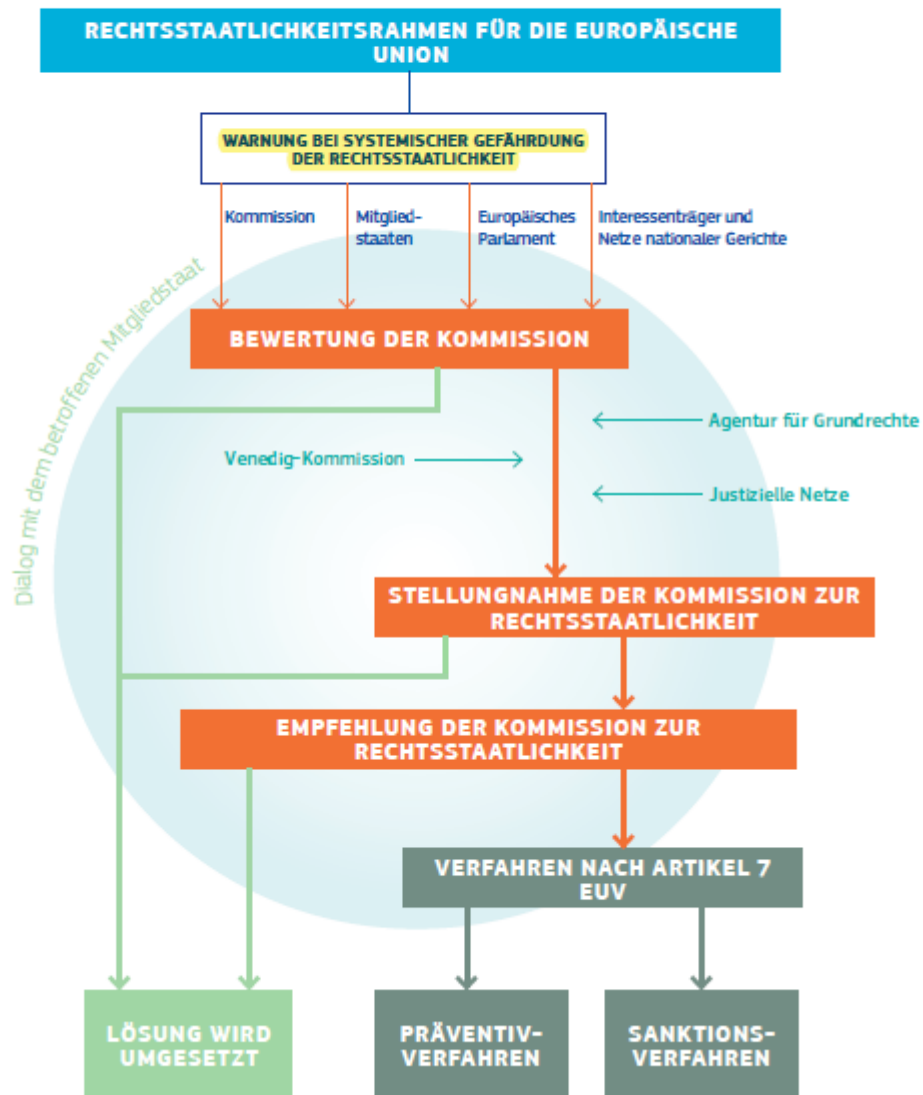 RECHTSSTAATLICHKEITSRAHMEN FÜR DIE EUROPÄISCHE
UNION
WARNUNG BEI SYSTEMISCHER GEFÄHRDUNG
DER RECHTSSTAATLICHKEIT
Kommission
Mitglied-
staaten
Europäisches
Parlament
Interessenträger und
Netze nationaler Gerichte
Dialog mit dem betroffenen Mitgliedstaat
BEWERTUNG DER KOMMISSION
Agentur für Grundrechte
Venedig-Kommission
Justizielle Netze
STELLUNGNAHME DER KOMMISSION ZUR
RECHTSSTAATLICHKEIT
EMPFEHLUNG DER KOMMISSION ZUR
RECHTSSTAATLICHKEIT
VERFAHREN NACH ARTIKEL 7
EUV
LÖSUNG WIRD
UMGESETZT
PRÄVENTIV-
VERFAHREN
SANKTIONS-
VERFAHREN